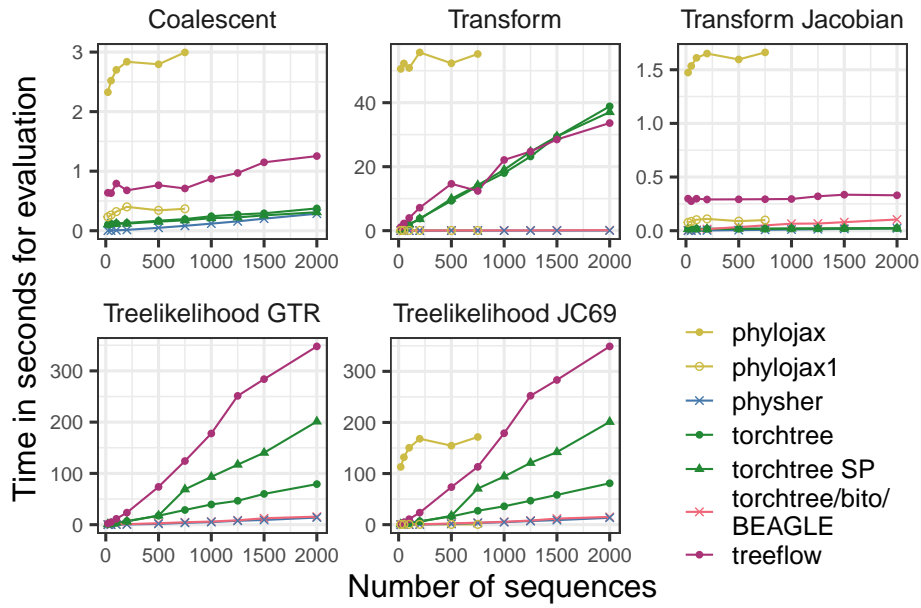 Coalescent
Transform
Transform Jacobian
3
2
1
0
40
20
0
1.5
1.0
0.5
0.0
0 500 1000 1500 2000
0 500 1000 1500 2000
0 500 1000 1500 2000
Time in seconds for evaluation
Treelikelihood GTR
Treelikelihood JC69
300
200
100
0
300
200
100
0
0 500 1000 1500 2000
0 500 1000 1500 2000
Number of sequences
phylojax
phylojax1
physher
torchtree
torchtree SP
torchtree/bito/
BEAGLE
treeflow